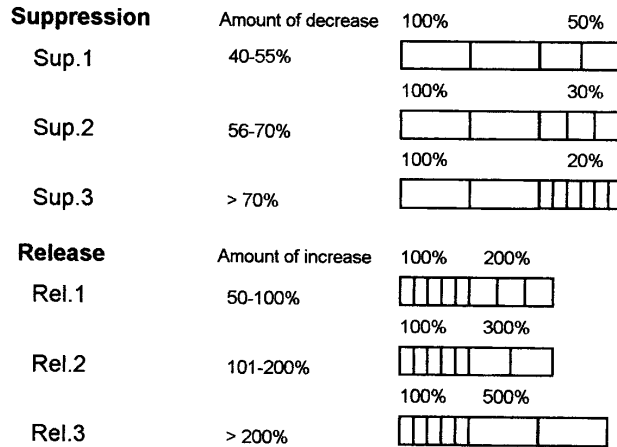 Suppression Amount of decrease 100% 50%
Sup.1 40-55%
100% 30%
Sup.2 56-70%
100% 20%
Sup.3 > 70%
Release Amount of increase 100% 200%
Rel.1 50-100%
100% 300%
Rel.2 101-200%
100% 500%
Rel.3 > 200%